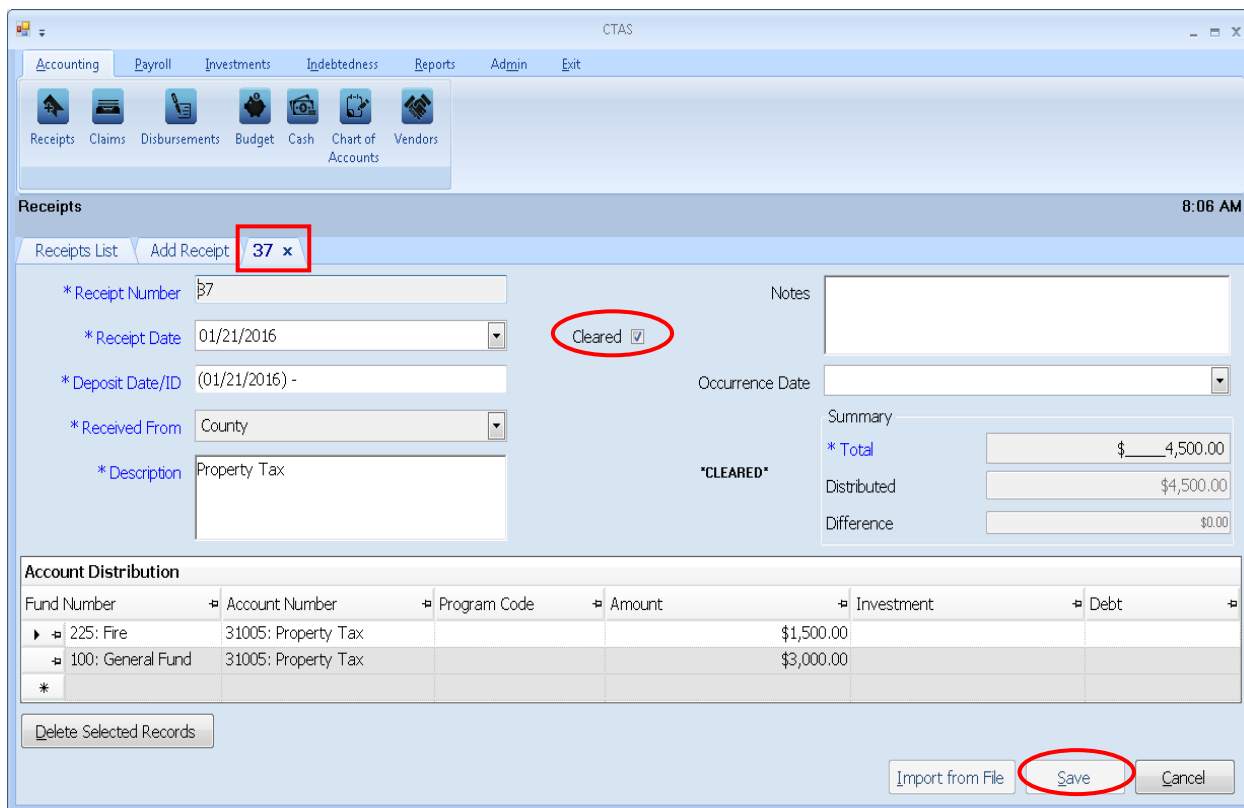 CTAS
Accounting Payroll Investments Indebtedness Reports Admin Exit
Receipts Claims Disbursements Budget Cash Chart of Accounts Vendors
Receipts 8:06 AM
Receipts List Add Receipt 37 x
* Receipt Number 37
Notes
* Receipt Date 01/21/2016
Cleared
* Deposit Date/ID (01/21/2016) -
Occurrence Date
* Received From County
Summary
* Total $_____4,500.00
* Description Property Tax
*CLEARED*
Distributed $4,500.00
Difference $0.00
Account Distribution
Fund Number Account Number Program Code Amount Investment Debt
225: Fire 31005: Property Tax $1,500.00
100: General Fund 31005: Property Tax $3,000.00
*
Delete Selected Records
Import from File Save Cancel